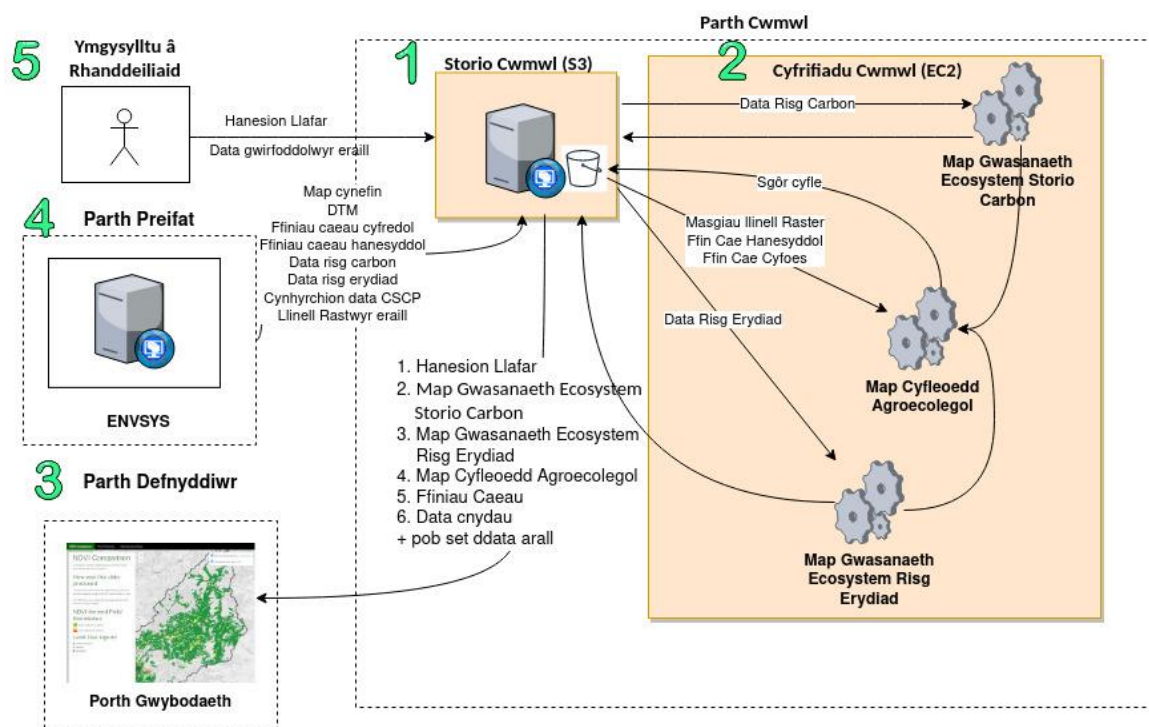 Parth Cwmwl
5
Ymgysylltu â
Rhanddeiliaid
1
Storio Cwmwl (S3)
2
Cyfrifiadu Cwmwl (EC2)
Hanesion Llafar
Data gwirfoddolwyr eraill
Data Risg Carbon
Map Gwasanaeth
Ecosystem Storio
Carbon
Sgôr cyfle
Masgiau llinell Raster
Ffin Cae Hanesyddol
Ffin Cae Cyfoes
Data Risg Erydiad
Map Cyfleoedd
Agroecolegol
Map Gwasanaeth
Ecosystem Risg
Erydiad
4
Parth Preifat
ENVSYS
Map cynefin
DTM
Ffiniau caeau cyfredol
Ffiniau caeau hanesyddol
Data risg carbon
Data risg erydiad
Cynhyrchion data CSCP
Llinell Rastwyr eraill
1. Hanesion Llafar
2. Map Gwasanaeth Ecosystem
Storio Carbon
3. Map Gwasanaeth Ecosystem
Risg Erydiad
4. Map Cyfleoedd Agroecolegol
5. Ffiniau Caeau
6. Data cnydau
+ pob set ddata arall
3
Parth Defnyddiwr
NDVI Comparison
Porth Gwybodaeth